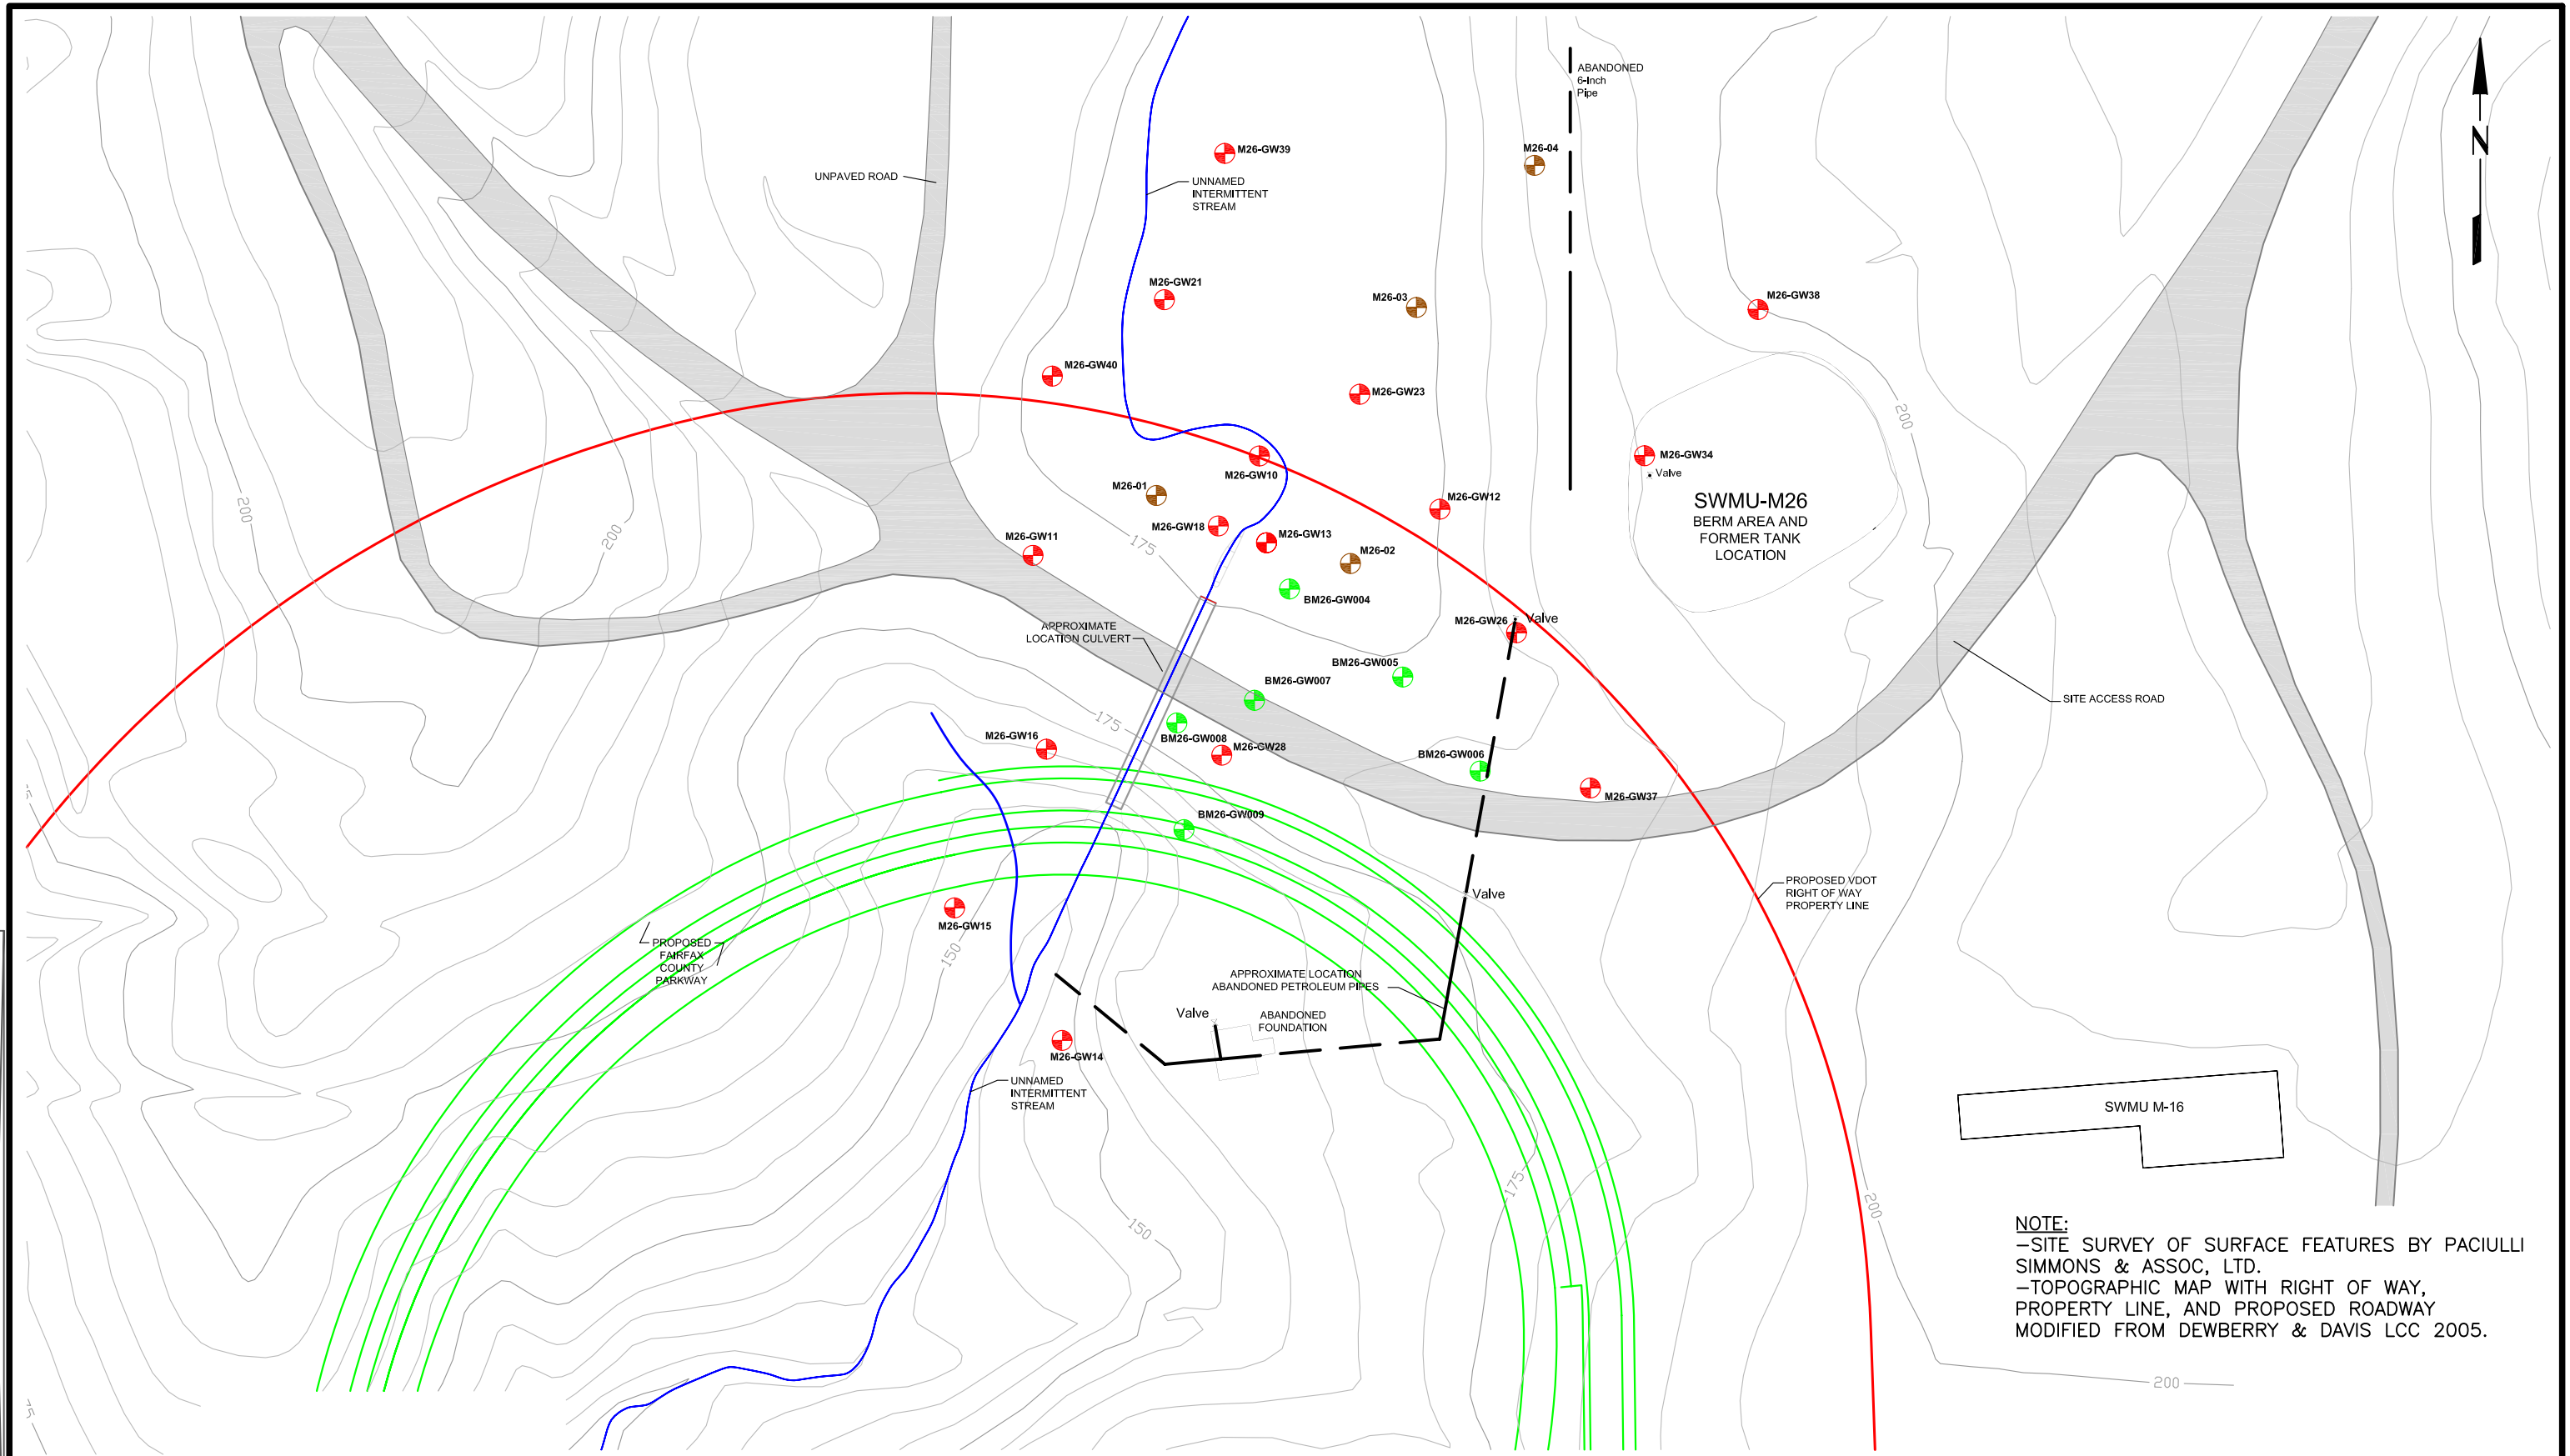 ABANDONED
6-Inch
Pipe
N
M26-GW39
M26-04
UNPAVED ROAD
UNNAMED
INTERMITTENT
STREAM
M26-GW21
M26-03
M26-GW38
M26-GW40
M26-GW23
200
200
200
M26-GW10
M26-GW34
Valve
M26-01
M26-GW12
SWMU-M26
BERM AREA AND
FORMER TANK
LOCATION
M26-GW18
M26-GW11
M26-GW13
175
M26-02
BM26-GW004
APPROXIMATE
LOCATION CULVERT
M26-GW26
Valve
BM26-GW005
BM26-GW007
SITE ACCESS ROAD
175
M26-GW16
BM26-GW008
M26-GW28
BM26-GW006
M26-GW37
BM26-GW009
PROPOSED VDOT
RIGHT OF WAY
PROPERTY LINE
Valve
M26-GW15
PROPOSED
FAIRFAX
COUNTY
PARKWAY
150
APPROXIMATE LOCATION
ABANDONED PETROLEUM PIPES
Valve
ABANDONED
FOUNDATION
M26-GW14
UNNAMED
INTERMITTENT
STREAM
SWMU M-16
175
200
150
NOTE:
-SITE SURVEY OF SURFACE FEATURES BY PACIULLI
SIMMONS & ASSOC, LTD.
-TOPOGRAPHIC MAP WITH RIGHT OF WAY,
PROPERTY LINE, AND PROPOSED ROADWAY
MODIFIED FROM DEWBERRY & DAVIS LCC 2005.
200